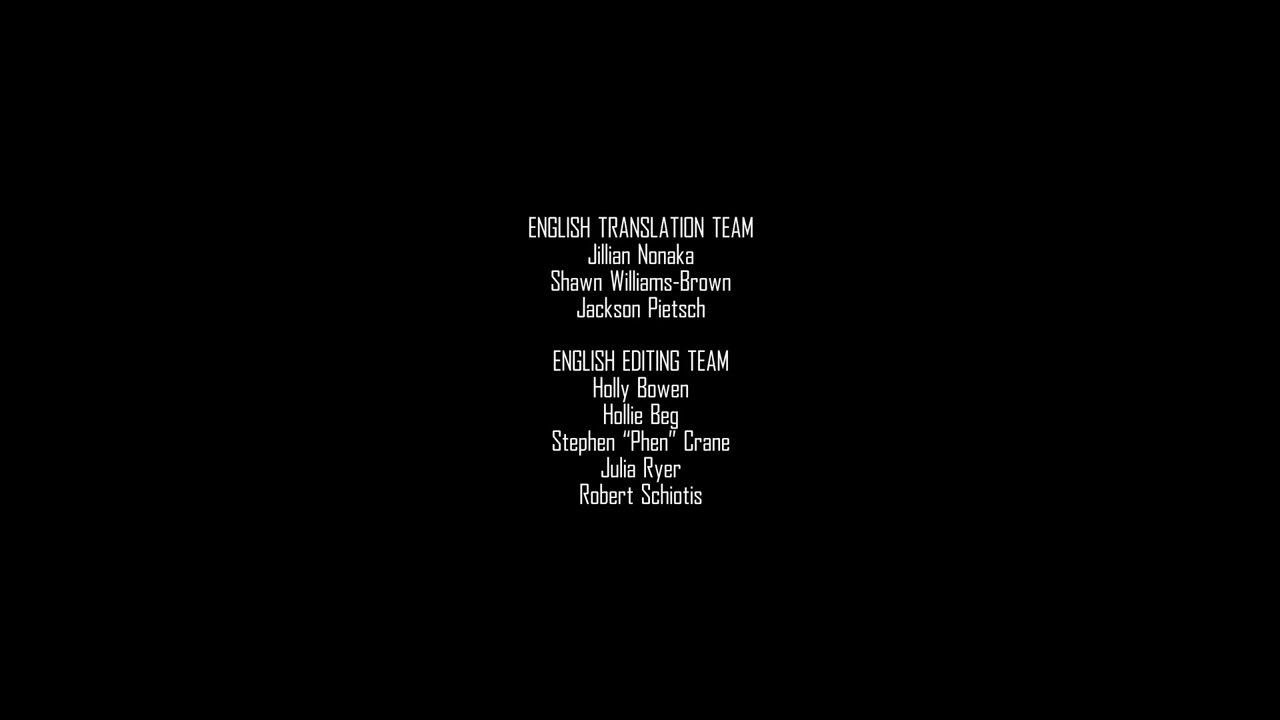 ENGLISH TRANSLATION TEAM
Jillian Nonaka
Shawn Williams-Brown
Jackson Pietsch
ENGLISH EDITING TEAM
Holly Bowen
Hollie Beg
Stephen “Phen” Crane
Julia Ryer
Robert Schiotis